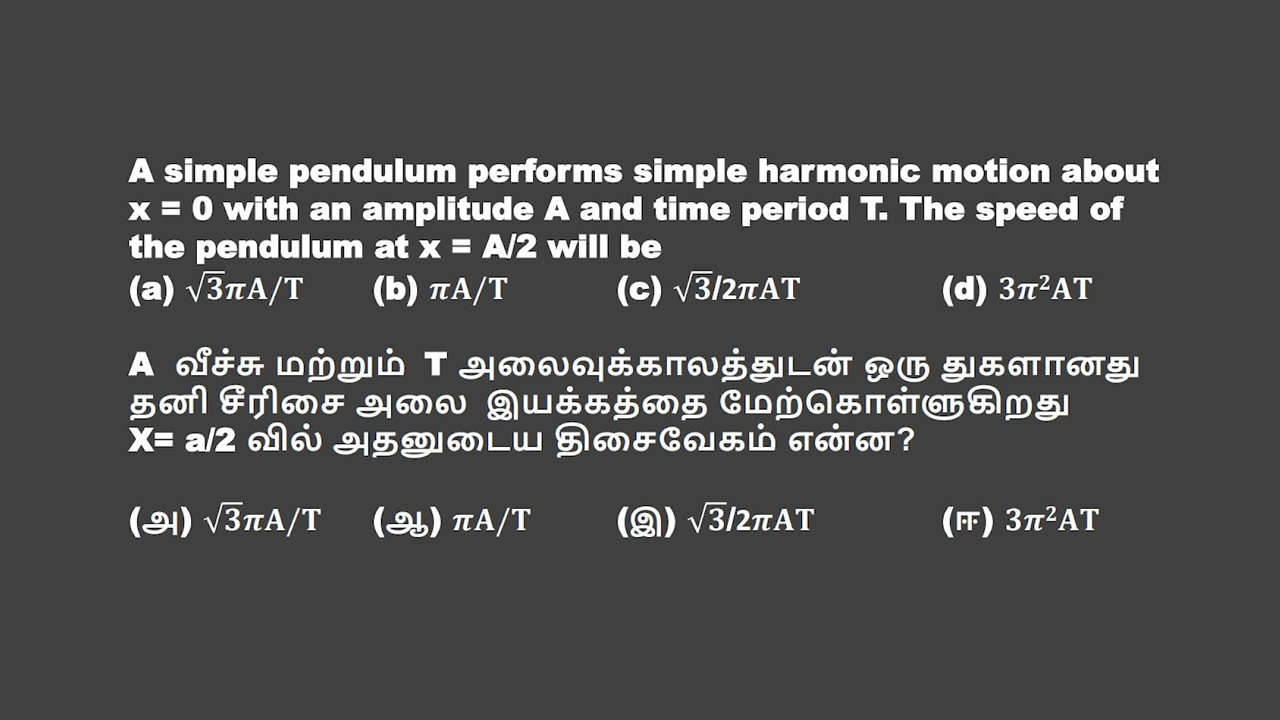 A simple pendulum performs simple harmonic motion about
x = 0 with an amplitude A and time period T. The speed of
the pendulum at x = A/2 will be
(a) √3πA/T (b) πA/T (c) √3/2πAT (d) 3π²AT
A வீச்சு மற்றும் T அலைவுக்காலத்துடன் ஒரு துகளானது
தனி சீரிசை அலை இயக்கத்தை மேற்கொள்ளுகிறது
X= a/2 வில் அதனுடைய திசைவேகம் என்ன?
(அ) √3πA/T (ஆ) πA/T (இ) √3/2πAT (ஈ) 3π²AT